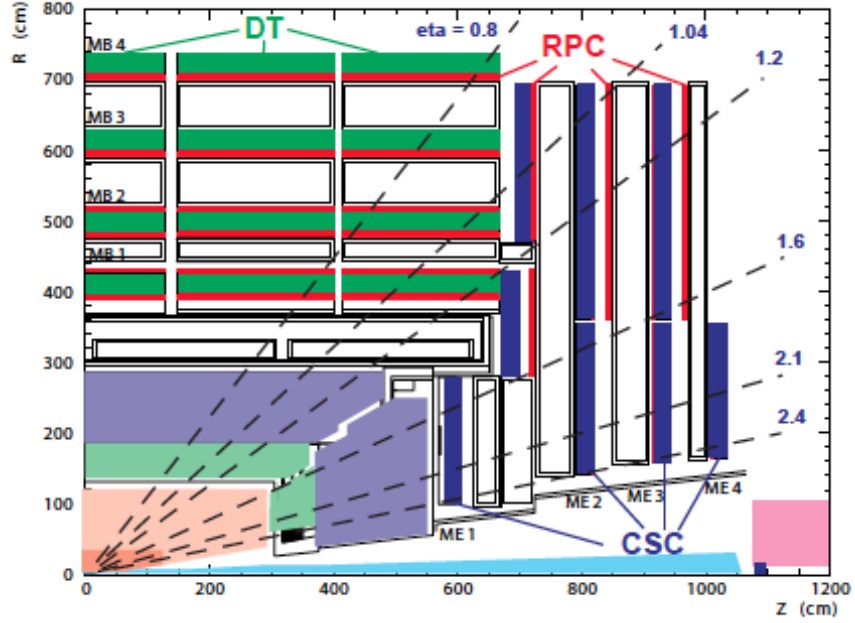 R (cm)
800
700
600
500
400
300
200
100
0
MB 4
DT
eta = 0.8
RPC
1.04
1.2
MB 3
MB 2
MB 1
1.6
2.1
2.4
ME 1
ME 2
ME 3
ME 4
CSC
0
200
400
600
800
1000
1200
Z (cm)